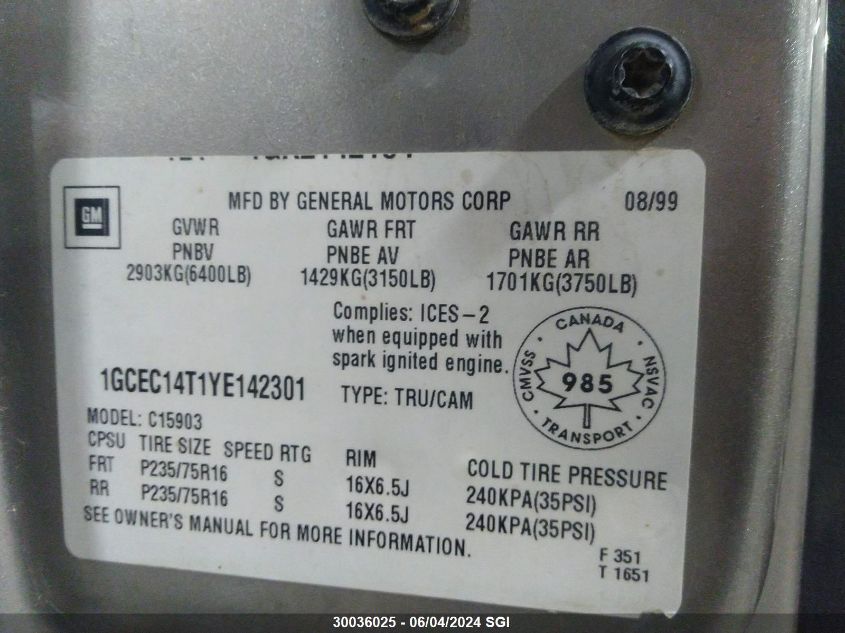 MFD BY GENERAL MOTORS CORP 08/99
GM
GVWR GAWR FRT GAWR RR
PNBV PNBE AV PNBE AR
2903KG(6400LB) 1429KG(3150LB) 1701KG(3750LB)
Complies: ICES-2
when equipped with
spark ignited engine.
CANADA
CMVSS 985 NSVAC
TRANSPORT
1GCEC14T1YE142301 TYPE: TRU/CAM
MODEL: C15903
CPSU TIRE SIZE SPEED RTG RIM COLD TIRE PRESSURE
FRT P235/75R16 S 16X6.5J 240KPA(35PSI)
RR P235/75R16 S 16X6.5J 240KPA(35PSI)
SEE OWNER'S MANUAL FOR MORE INFORMATION.
F 351
T 1651
30036025 - 06/04/2024 SGI